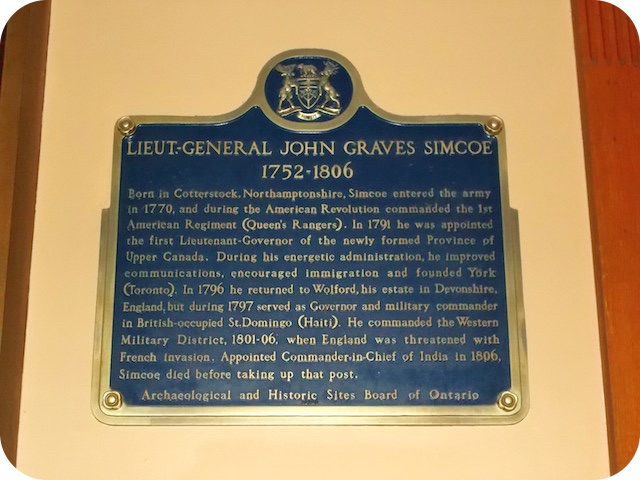 LIEUT.-GENERAL JOHN GRAVES SIMCOE
1752-1806
Born in Cotterstock, Northamptonshire, Simcoe entered the army
in 1770, and during the American Revolution commanded the 1st
American Regiment (Queen's Rangers). In 1791 he was appointed
the first Lieutenant-Governor of the newly formed Province of
Upper Canada. During his energetic administration, he improved
communications, encouraged immigration and founded York
(Toronto). In 1796 he returned to Wolford, his estate in Devonshire,
England, but during 1797 served as Governor and military commander
in British-occupied St. Domingo (Haiti). He commanded the Western
Military District, 1801-06, when England was threatened with
French invasion. Appointed Commander-in-Chief of India in 1806,
Simcoe died before taking up that post.
Archaeological and Historic Sites Board of Ontario